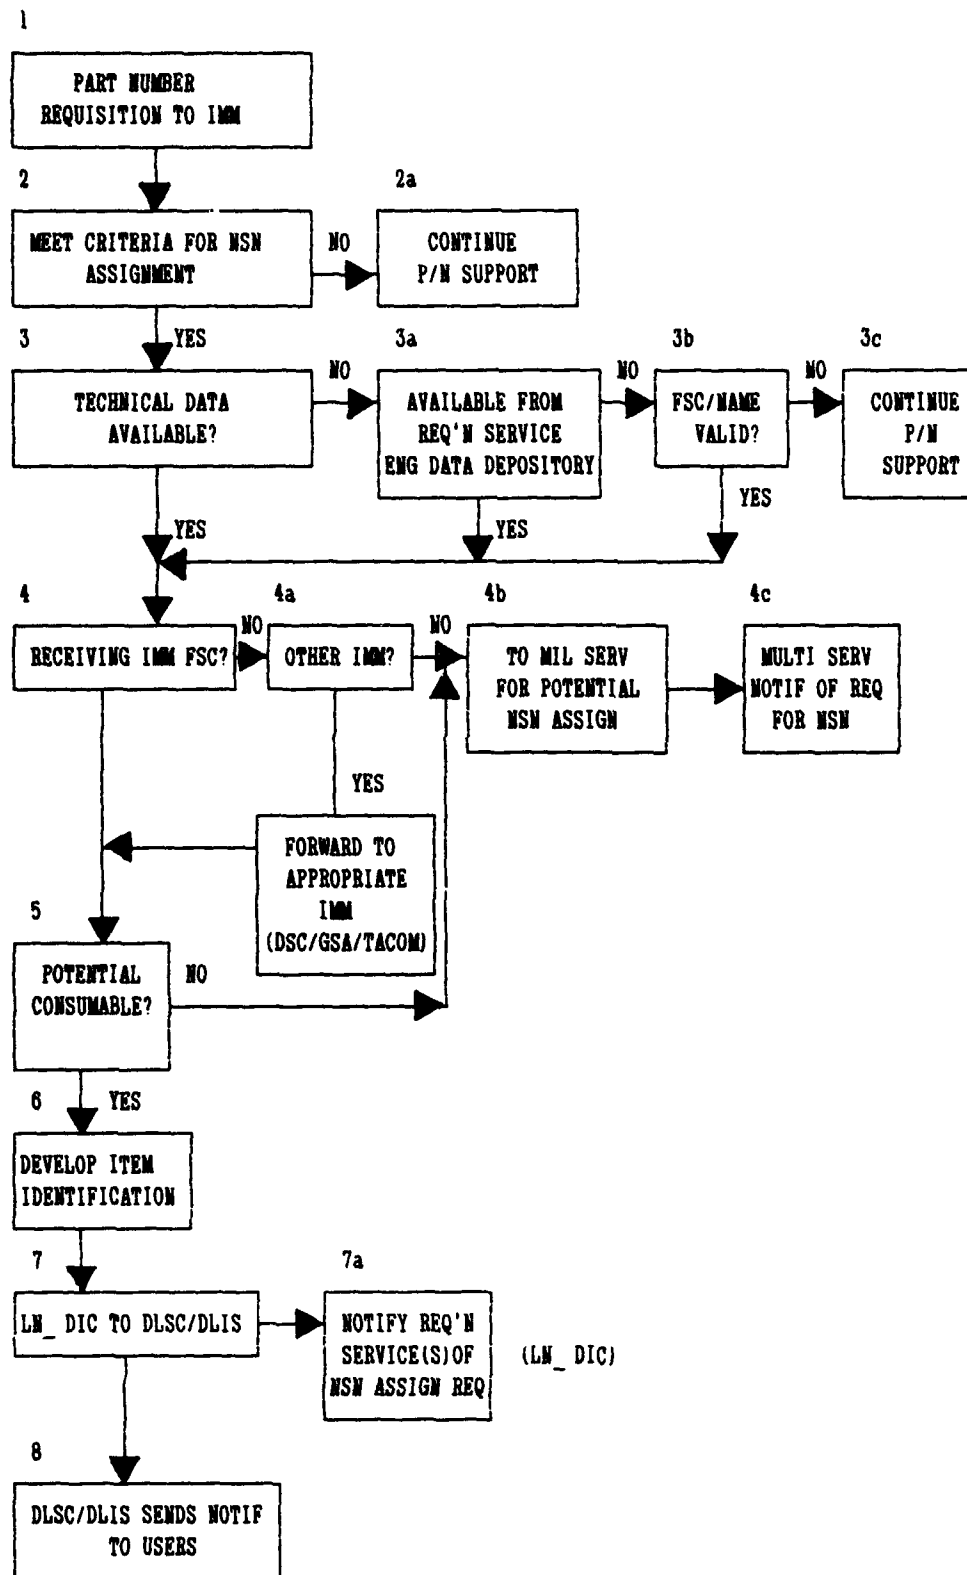 1
PART NUMBER
REQUISITION TO IMM
2
2a
MEET CRITERIA FOR NSN
ASSIGNMENT
NO
CONTINUE
P/N SUPPORT
YES
3
3a
3b
3c
TECHNICAL DATA
AVAILABLE?
NO
AVAILABLE FROM
REQ'N SERVICE
ENG DATA DEPOSITORY
NO
FSC/NAME
VALID?
NO
CONTINUE
P/N
SUPPORT
YES
YES
YES
4
4a
4b
4c
RECEIVING IMM FSC?
NO
OTHER IMM?
NO
TO MIL SERV
FOR POTENTIAL
NSN ASSIGN
MULTI SERV
NOTIF OF REQ
FOR NSN
YES
FORWARD TO
APPROPRIATE
IMM
(DSC/GSA/TACOM)
5
POTENTIAL
CONSUMABLE?
NO
6
YES
DEVELOP ITEM
IDENTIFICATION
7
7a
LN_ DIC TO DLSC/DLIS
NOTIFY REQ'N
SERVICE(S)OF
NSN ASSIGN REQ
(LN_ DIC)
8
DLSC/DLIS SENDS NOTIF
TO USERS